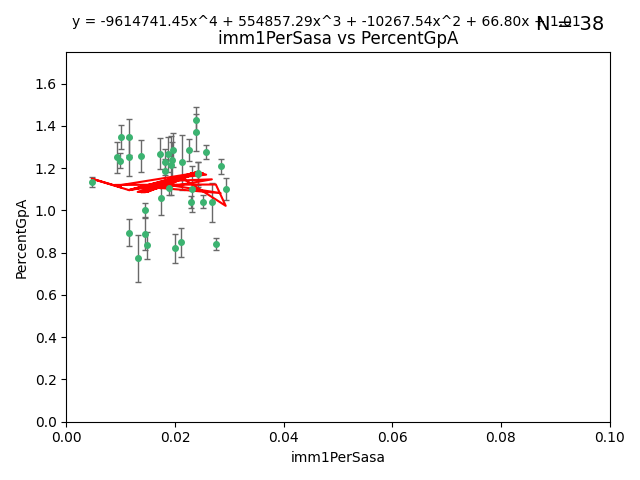 y = -9614741.45x^4 + 554857.29x^3 + -10267.54x^2 + 66.80x + 1.01
N = 38
imm1PerSasa vs PercentGpA
1.6
1.4
1.2
1.0
0.8
0.6
0.4
0.2
0.0
PercentGpA
0.00 0.02 0.04 0.06 0.08 0.10
imm1PerSasa